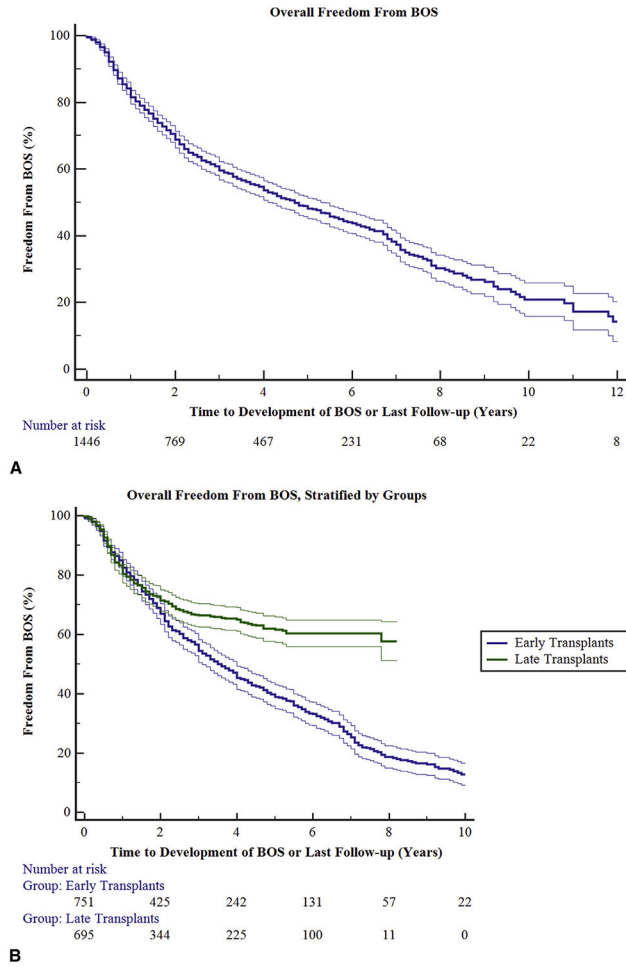 Overall Freedom From BOS
100
80
60
40
20
0
Freedom From BOS (%)
0 2 4 6 8 10 12
Time to Development of BOS or Last Follow-up (Years)
Number at risk
1446 769 467 231 68 22 8
A
Overall Freedom From BOS, Stratified by Groups
100
80
60
40
20
0
Freedom From BOS (%)
Early Transplants
Late Transplants
0 2 4 6 8 10
Time to Development of BOS or Last Follow-up (Years)
Number at risk
Group: Early Transplants
751 425 242 131 57 22
Group: Late Transplants
695 344 225 100 11 0
B